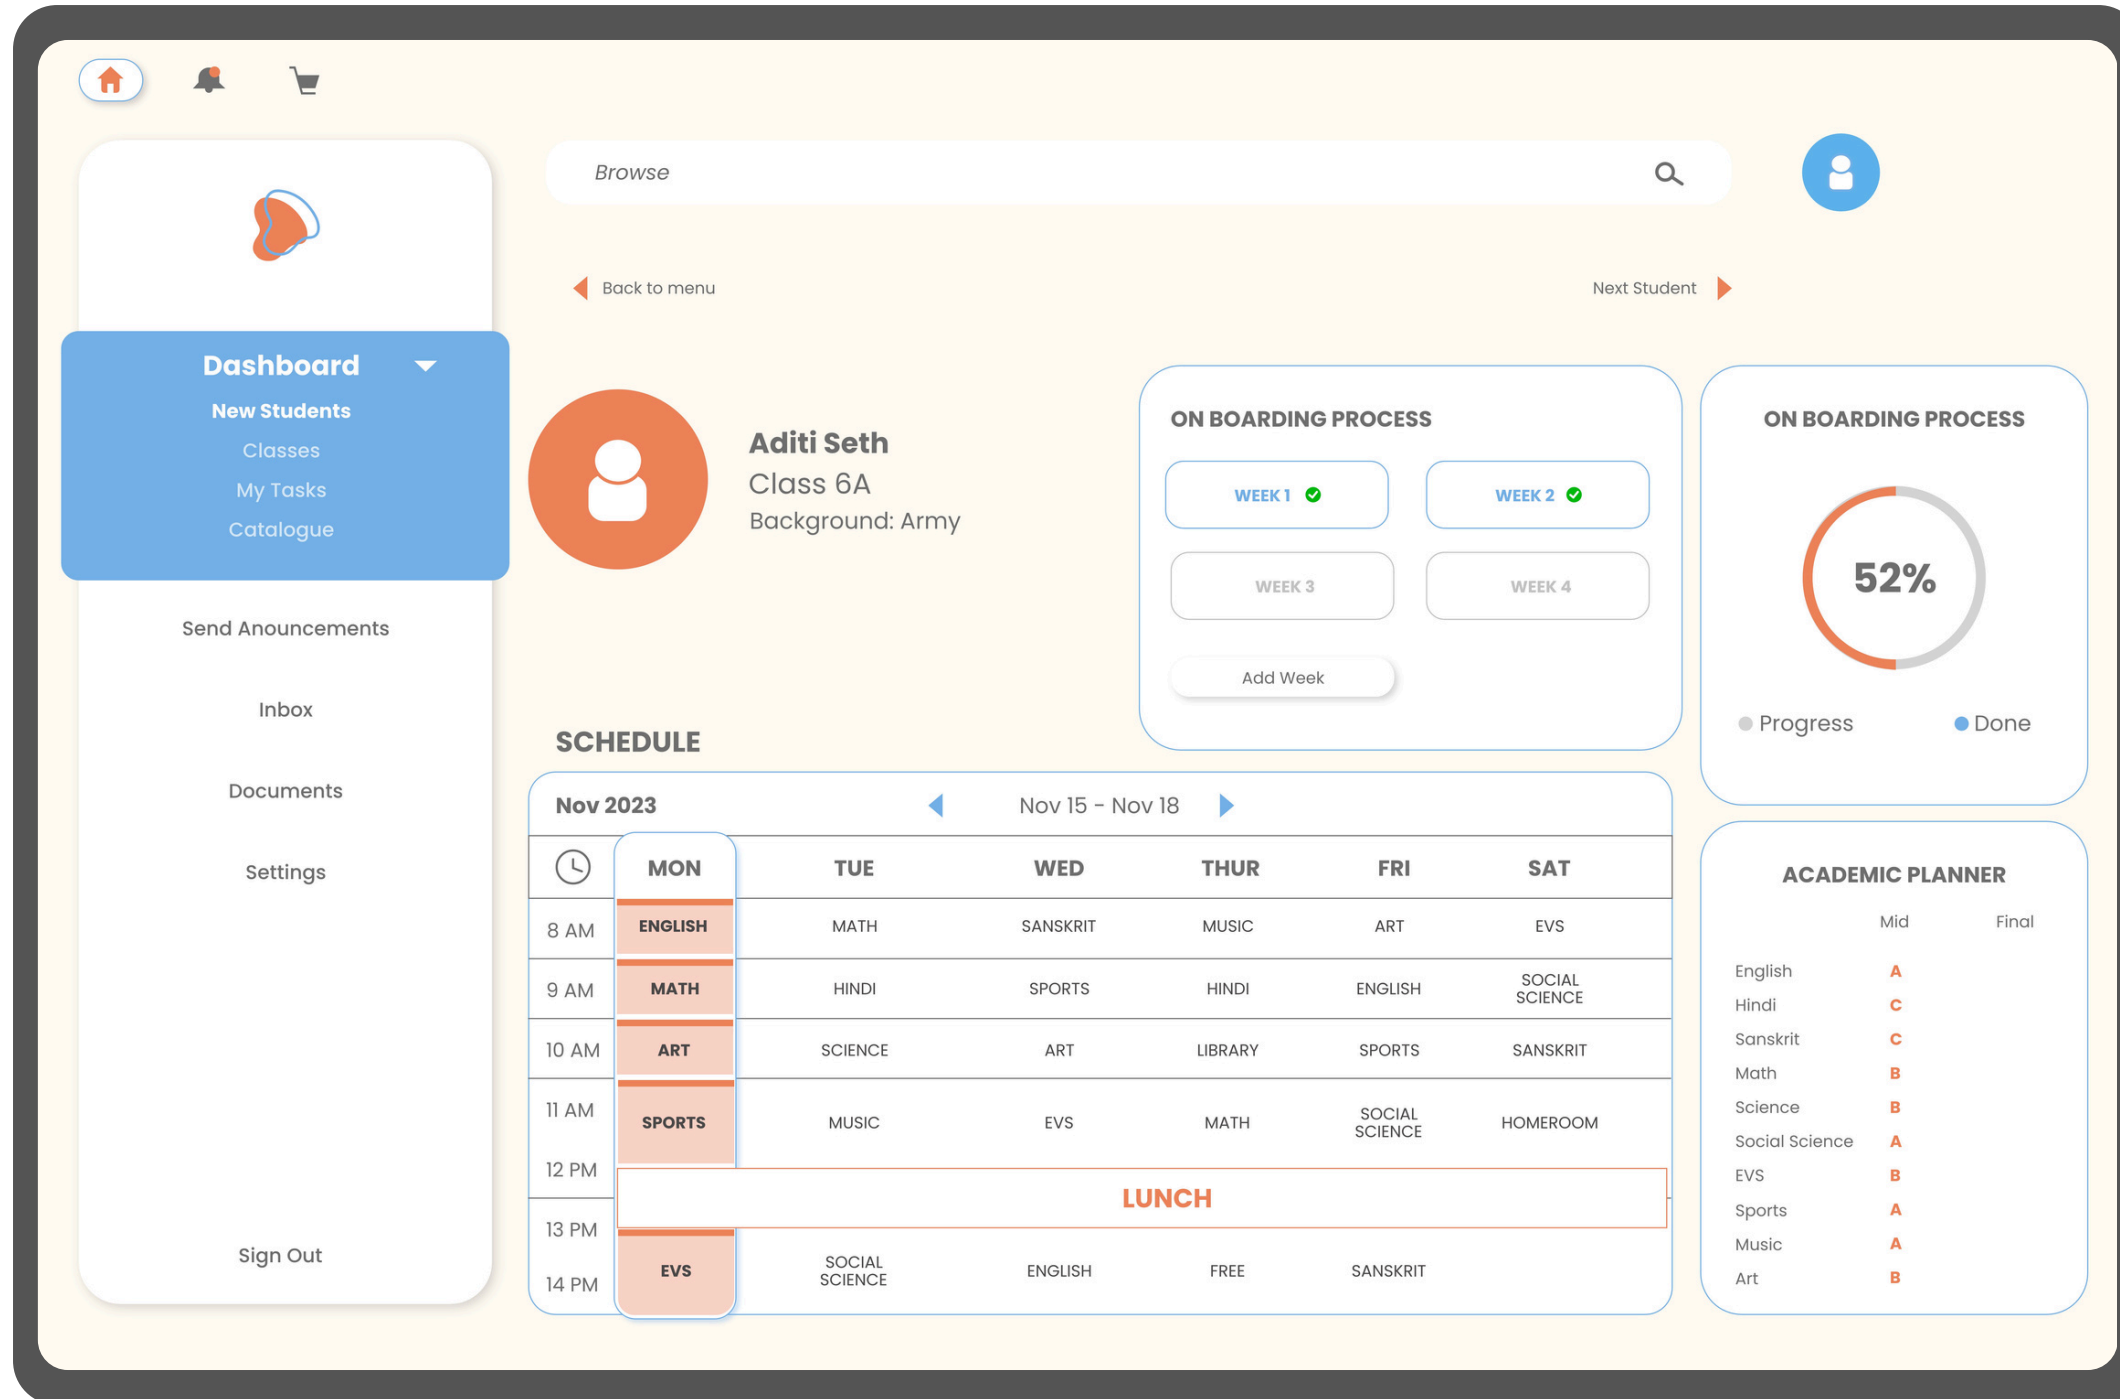 Browse
Back to menu
Next Student
Dashboard
New Students
Classes
My Tasks
Catalogue
Send Anouncements
Inbox
Documents
Settings
Sign Out
Aditi Seth
Class 6A
Background: Army
ON BOARDING PROCESS
WEEK 1
WEEK 2
WEEK 3
WEEK 4
Add Week
ON BOARDING PROCESS
52%
Progress
Done
SCHEDULE
Nov 2023
Nov 15 - Nov 18
MON TUE WED THUR FRI SAT
8 AM ENGLISH MATH SANSKRIT MUSIC ART EVS
9 AM MATH HINDI SPORTS HINDI ENGLISH SOCIAL SCIENCE
10 AM ART SCIENCE ART LIBRARY SPORTS SANSKRIT
11 AM SPORTS MUSIC EVS MATH SOCIAL SCIENCE HOMEROOM
12 PM
LUNCH
13 PM
EVS SOCIAL SCIENCE ENGLISH FREE SANSKRIT
14 PM
ACADEMIC PLANNER
Mid Final
English A
Hindi C
Sanskrit C
Math B
Science B
Social Science A
EVS B
Sports A
Music A
Art B